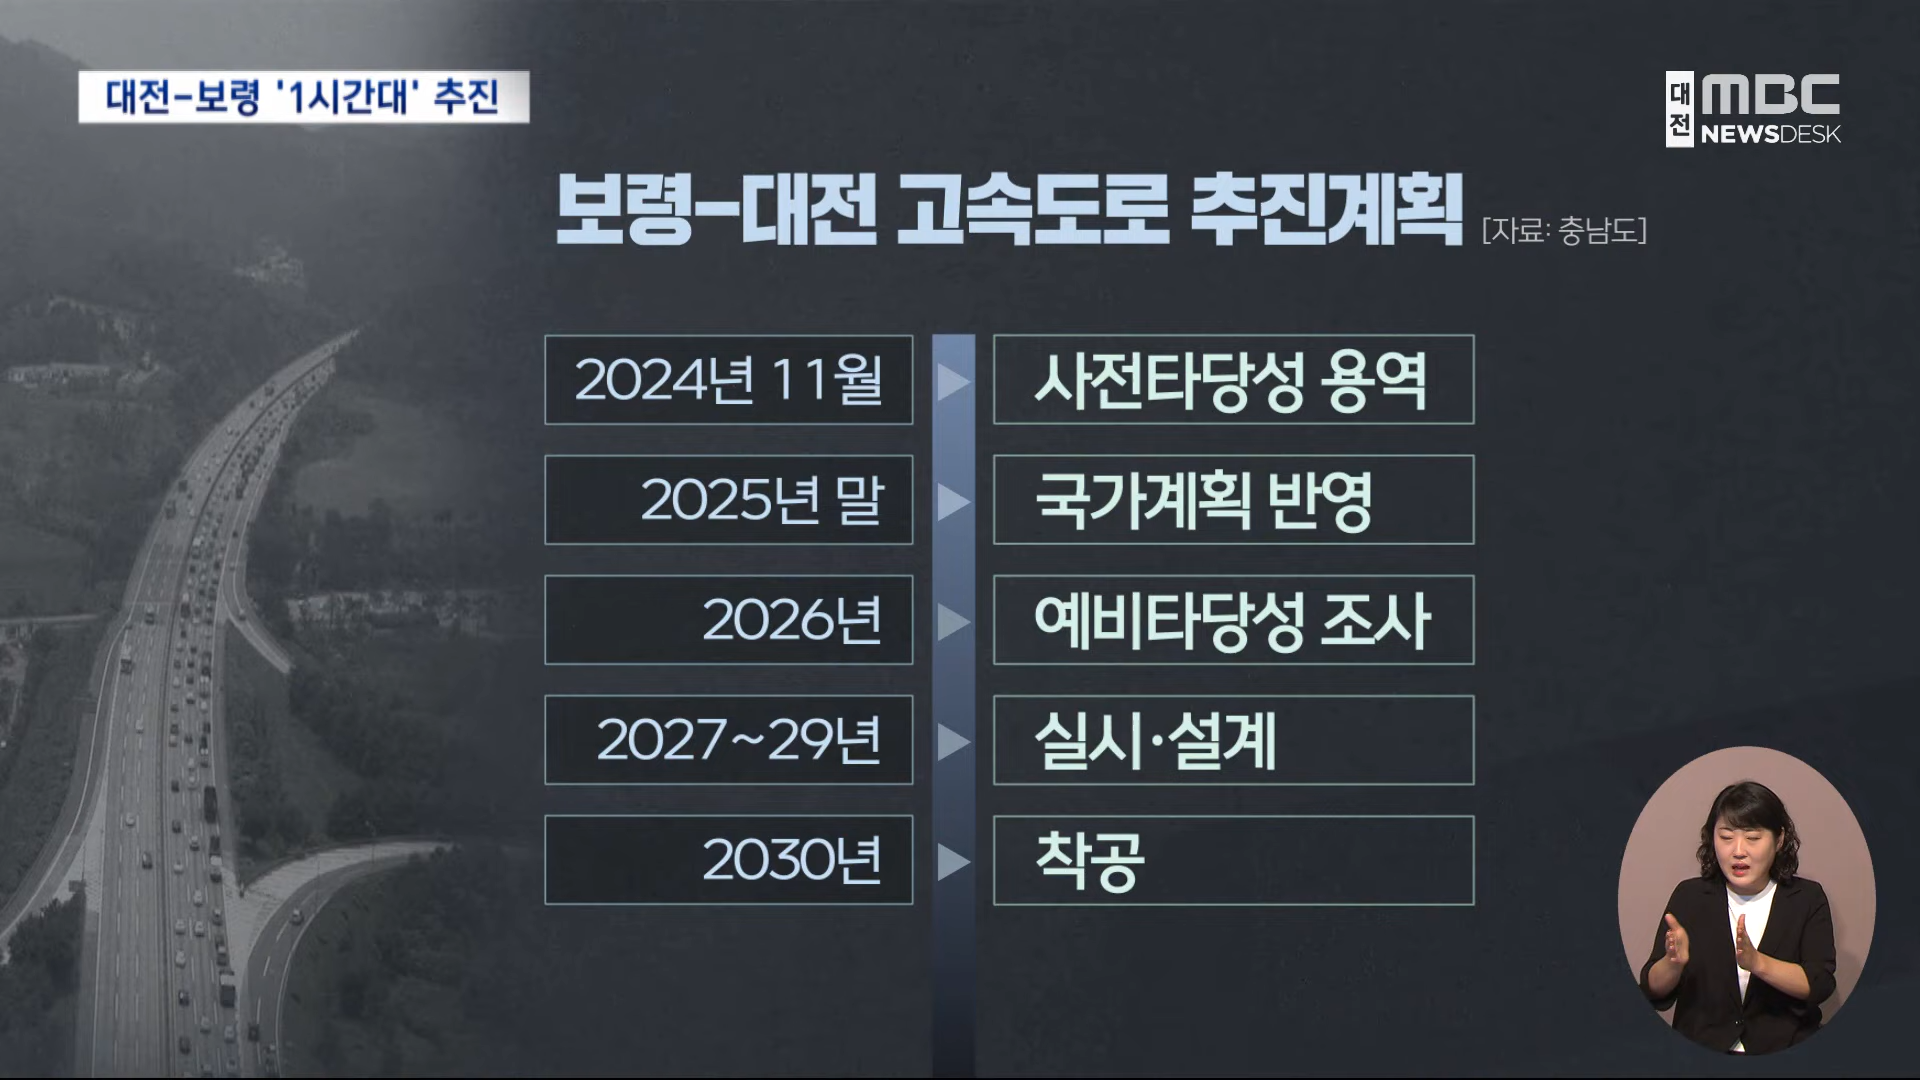 대전-보령 '1시간대' 추진
대전
MBC
NEWSDESK
보령-대전 고속도로 추진계획 [자료: 충남도]
2024년 11월 ▶ 사전타당성 용역
2025년 말 ▶ 국가계획 반영
2026년 ▶ 예비타당성 조사
2027~29년 ▶ 실시·설계
2030년 ▶ 착공